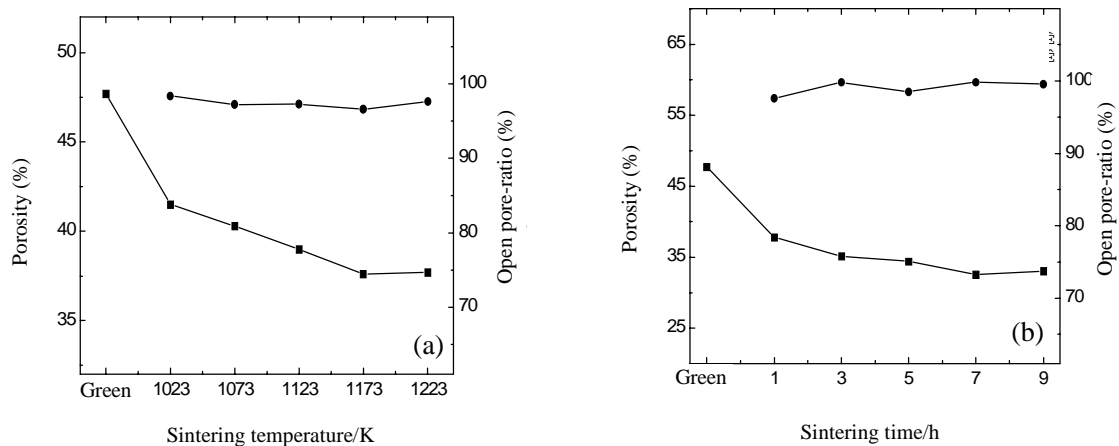 50
45
40
35
Porosity (%)
100
90
80
70
Open pore-ratio (%)
(a)
Green 1023 1073 1123 1173 1223
Sintering temperature/K
65
55
45
35
25
Porosity (%)
100
90
80
70
Open pore-ratio (%)
(b)
Green 1 3 5 7 9
Sintering time/h